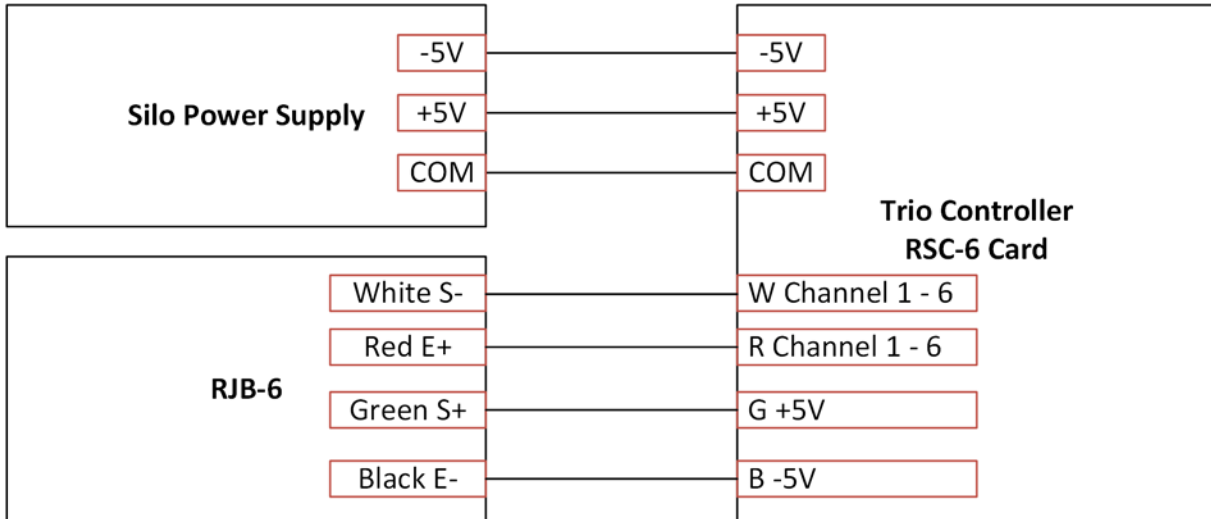 Silo Power Supply
-5V
+5V
COM
-5V
+5V
COM
Trio Controller
RSC-6 Card
RJB-6
White S-
Red E+
Green S+
Black E-
W Channel 1 - 6
R Channel 1 - 6
G +5V
B -5V